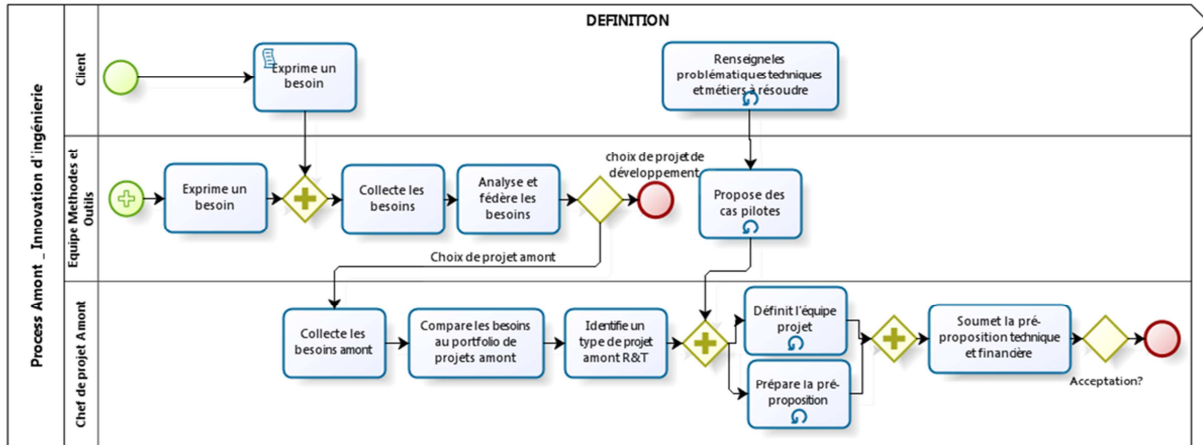 DEFINITION
Process Amont _Innovation d'ingénierie
Client
Exprime un
besoin
Renseigneles
problématiques techniques
et métiers à résoudre
Equipe Methodes et
Outils
Exprime un
besoin
Collecte les
besoins
Analyse et
fédère les
besoins
choix de projet de
développement
Propose des
cas pilotes
Choix de projet amont
Chef de projet Amont
Collecte les
besoins amont
Compare les besoins
au portfolio de
projets amont
Identifie un
type de projet
amont R&T
Définit l'équipe
projet
Prépare la pré-
proposition
Soumet la pré-
proposition technique
et financière
Acceptation?